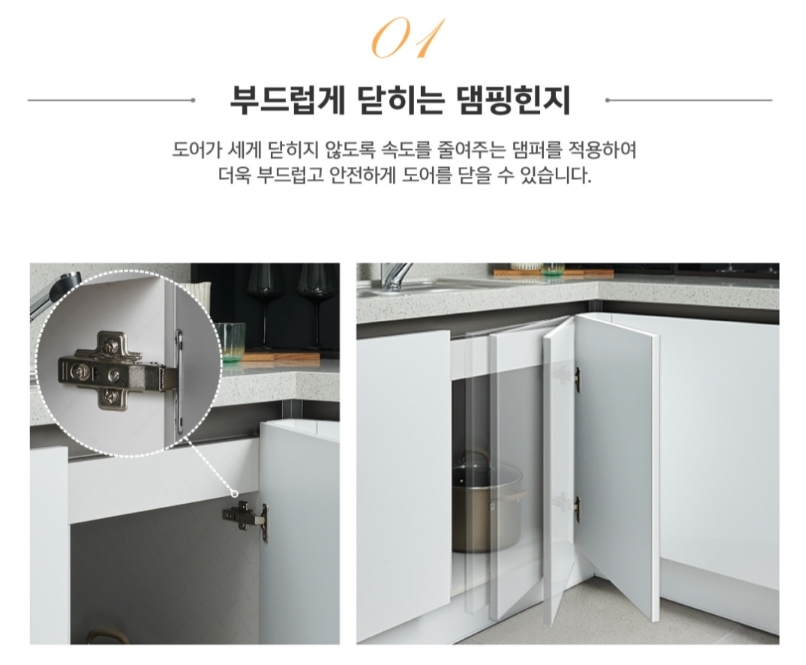 01
부드럽게 닫히는 댐핑힌지
도어가 세게 닫히지 않도록 속도를 줄여주는 댐퍼를 적용하여
더욱 부드럽고 안전하게 도어를 닫을 수 있습니다.